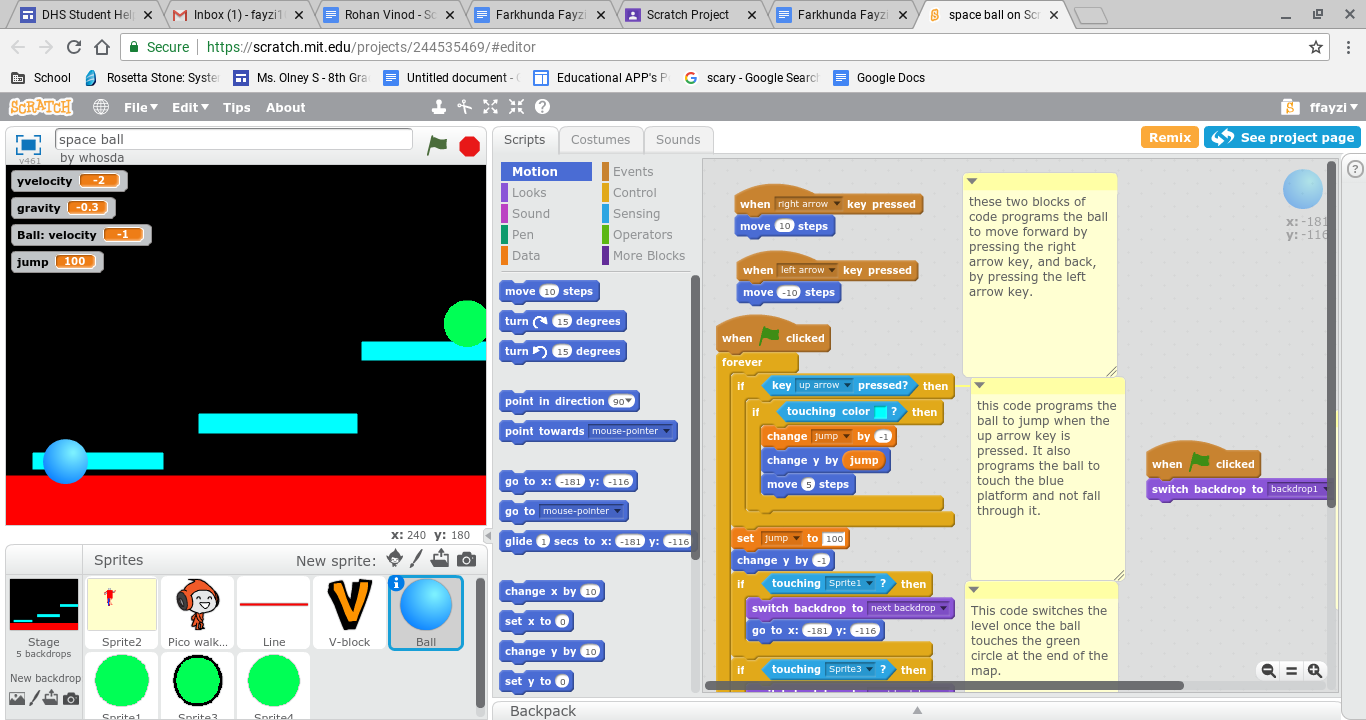 DHS Student Hel
Inbox (1) - fayzi1
Rohan Vinod - Sc
Farkhunda Fayzi
Scratch Project
Farkhunda Fayzi
space ball on Scr
Secure
https://scratch.mit.edu/projects/244535469/#editor
School
Rosetta Stone: Syste
Ms. Olney S - 8th Gra
Untitled document -
Educational APP's P
scary - Google Search
Google Docs
SCRATCH
File
Edit
Tips
About
ffayzi
v461
space ball
by whosda
Scripts
Costumes
Sounds
Remix
See project page
yvelocity -2
gravity -0.3
Ball: velocity -1
jump 100
x: 240 y: 180
Motion
Looks
Sound
Pen
Data
Events
Control
Sensing
Operators
More Blocks
move 10 steps
turn 15 degrees
turn 15 degrees
point in direction 90
point towards mouse-pointer
go to x: -181 y: -116
go to mouse-pointer
glide 1 secs to x: -181 y: -116
change x by 10
set x to 0
change y by 10
set y to 0
when right arrow key pressed
move 10 steps
when left arrow key pressed
move -10 steps
when clicked
forever
if key up arrow pressed? then
if touching color ? then
change jump by -1
change y by jump
move 5 steps
set jump to 100
change y by -1
if touching Sprite1 ? then
switch backdrop to next backdrop
go to x: -181 y: -116
if touching Sprite3 ? then
these two blocks of
code programs the ball
to move forward by
pressing the right
arrow key, and back,
by pressing the left
arrow key.
this code programs the
ball to jump when the
up arrow key is
pressed. It also
programs the ball to
touch the blue
platform and not fall
through it.
This code switches the
level once the ball
touches the green
circle at the end of the
map.
x: -181
y: -116
when clicked
switch backdrop to backdrop1
Sprites
New sprite:
Stage
5 backdrops
New backdrop
Sprite2
Pico walk...
Line
V-block
Ball
Sprite1
Sprite3
Sprite4
Backpack